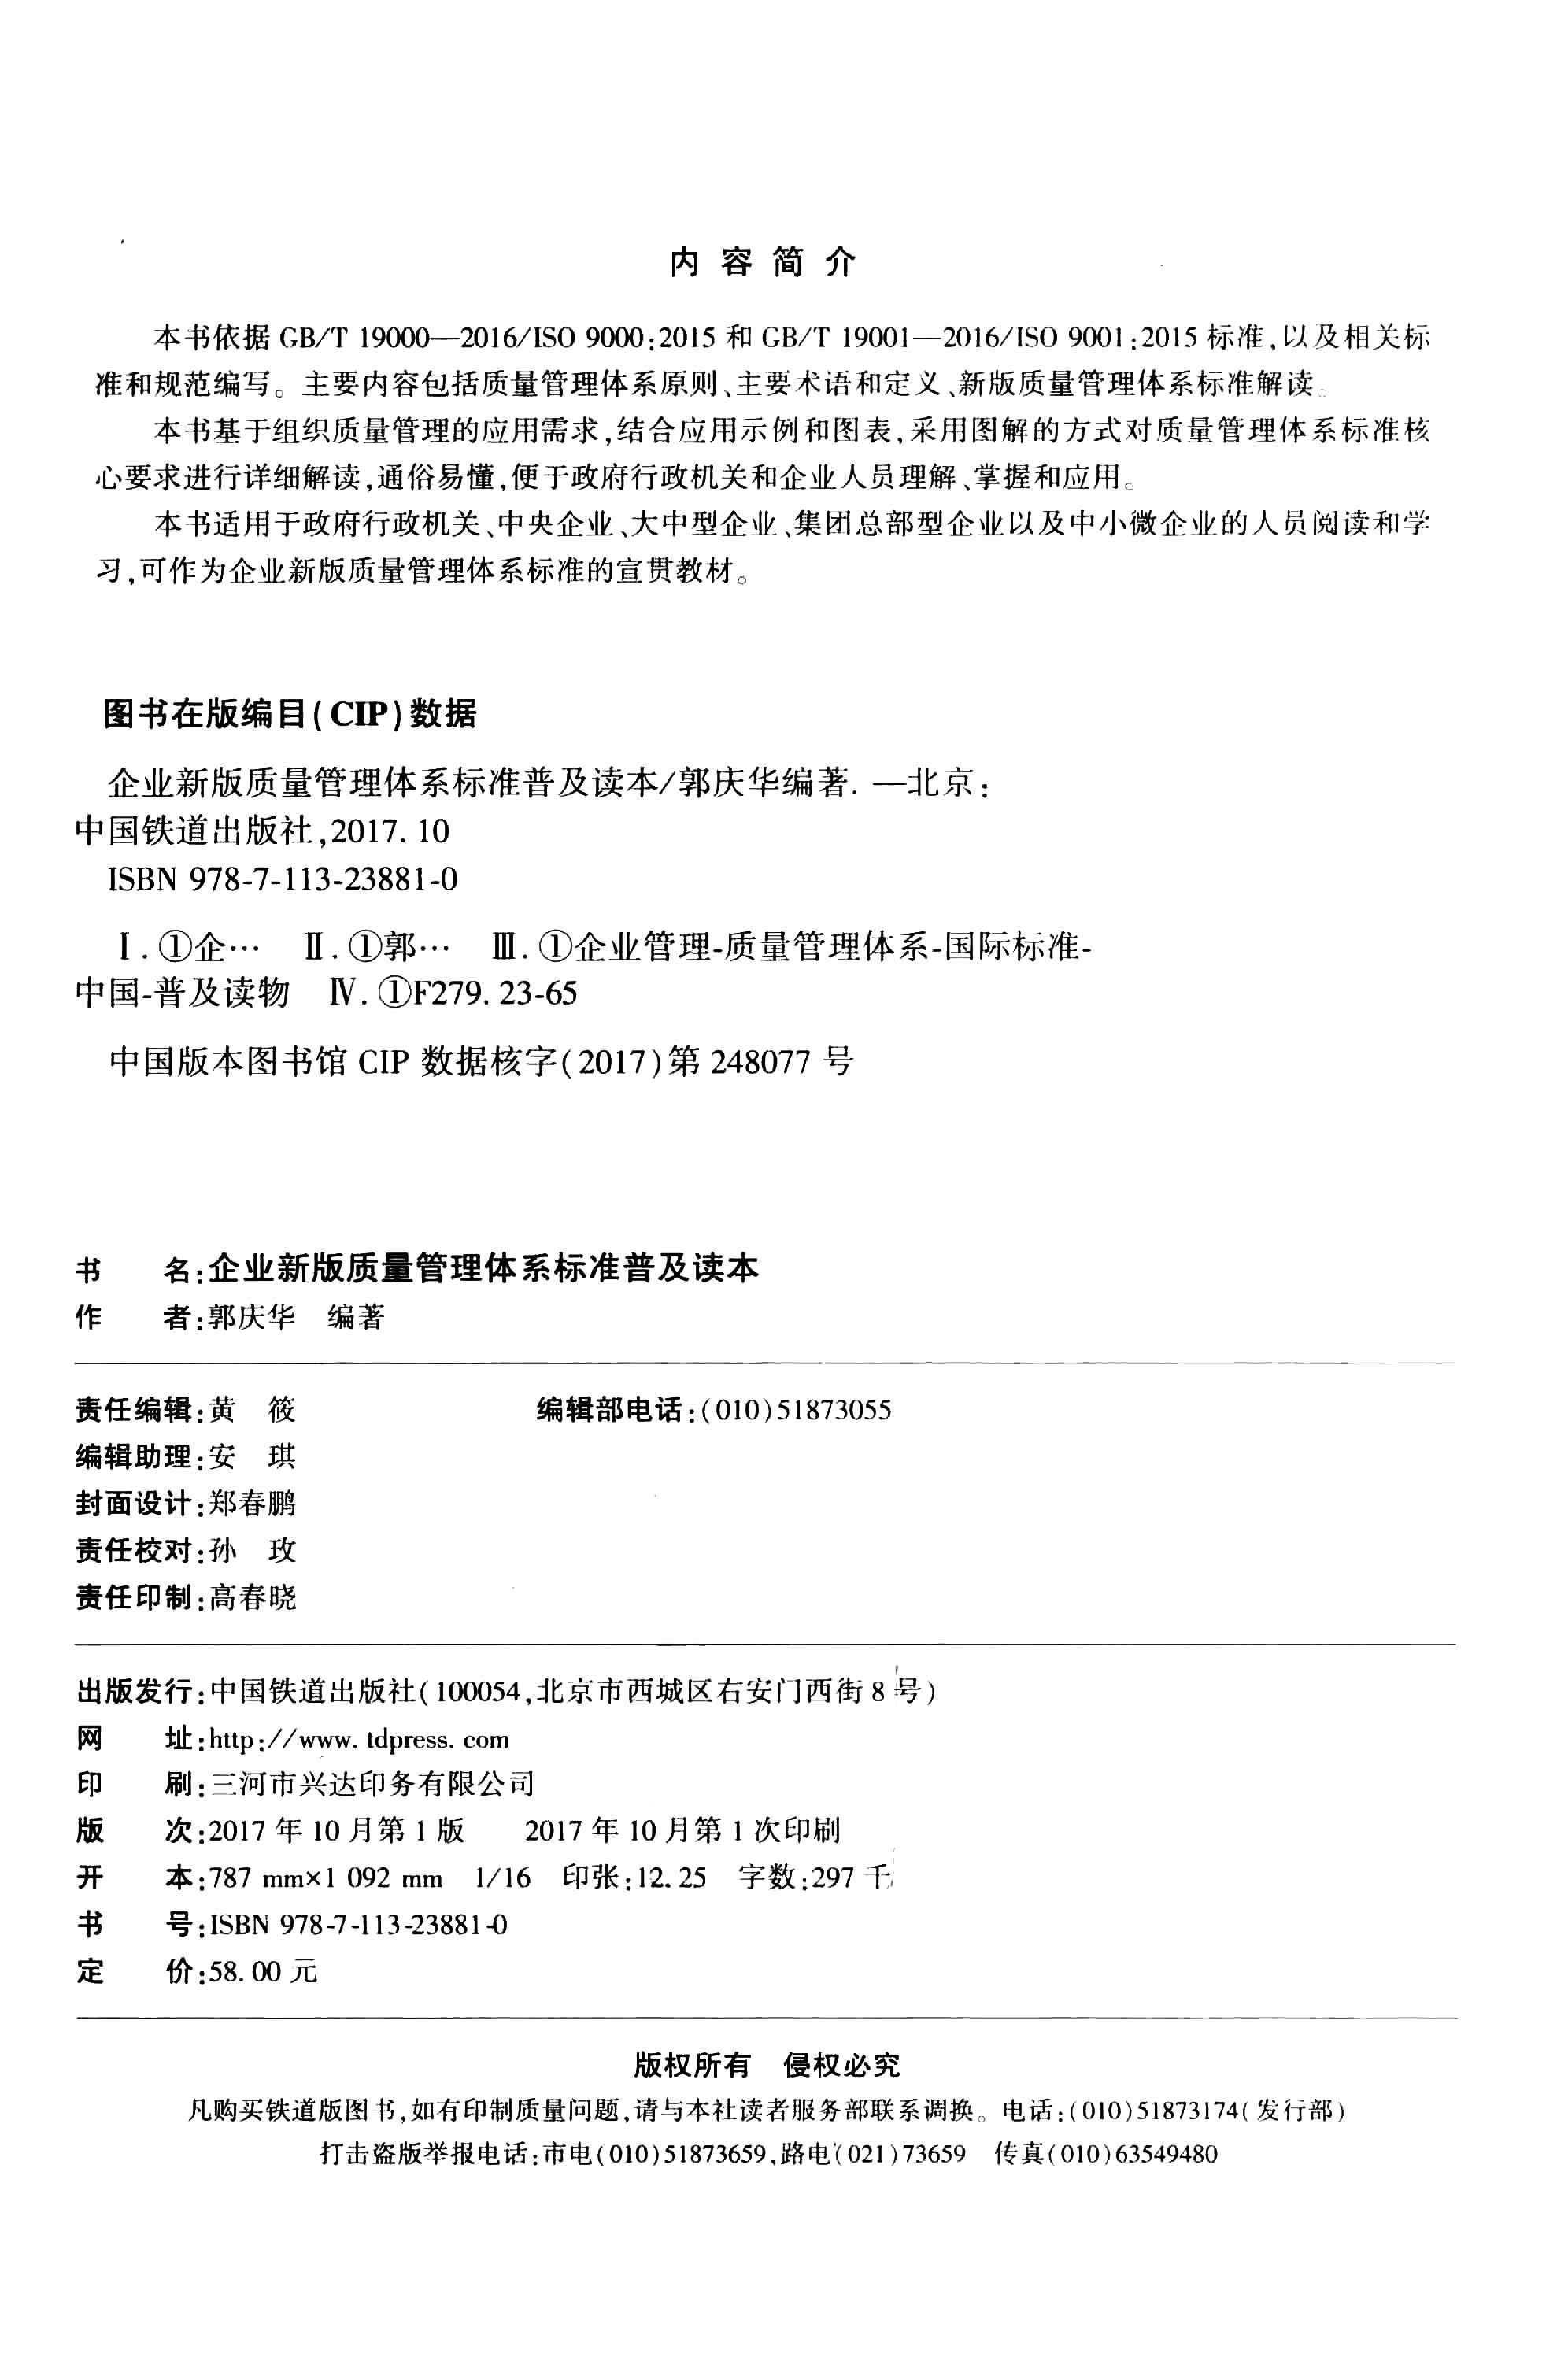 内容简介
本书依据 GB/T 19000—2016/ISO 9000:2015 和 GB/T 19001—2016/ISO 9001:2015 标准,以及相关标
准和规范编写。主要内容包括质量管理体系原则、主要术语和定义、新版质量管理体系标准解读。
本书基于组织质量管理的应用需求,结合应用示例和图表,采用图解的方式对质量管理体系标准核
心要求进行详细解读,通俗易懂,便于政府行政机关和企业人员理解、掌握和应用。
本书适用于政府行政机关、中央企业、大中型企业、集团总部型企业以及中小微企业的人员阅读和学
习,可作为企业新版质量管理体系标准的宣贯教材。
图书在版编目(CIP)数据
企业新版质量管理体系标准普及读本/郭庆华编著. —北京:
中国铁道出版社,2017. 10
ISBN 978-7-113-23881-0
Ⅰ. ①企… Ⅱ. ①郭… Ⅲ. ①企业管理-质量管理体系-国际标准-
中国-普及读物 Ⅳ. ①F279. 23-65
中国版本图书馆 CIP 数据核字(2017)第 248077 号
书 名:企业新版质量管理体系标准普及读本
作 者:郭庆华 编著
责任编辑:黄 筱 编辑部电话:(010)51873055
编辑助理:安 琪
封面设计:郑春鹏
责任校对:孙 玫
责任印制:高春晓
出版发行:中国铁道出版社(100054,北京市西城区右安门西街 8 号)
网 址:http://www. tdpress. com
印 刷:三河市兴达印务有限公司
版 次:2017 年 10 月第 1 版 2017 年 10 月第 1 次印刷
开 本:787 mm×1 092 mm 1/16 印张:12.25 字数:297 千
书 号:ISBN 978-7-113-23881-0
定 价:58. 00 元
版权所有 侵权必究
凡购买铁道版图书,如有印制质量问题,请与本社读者服务部联系调换。电话:(010)51873174(发行部)
打击盗版举报电话:市电(010)51873659,路电(021)73659 传真(010)63549480